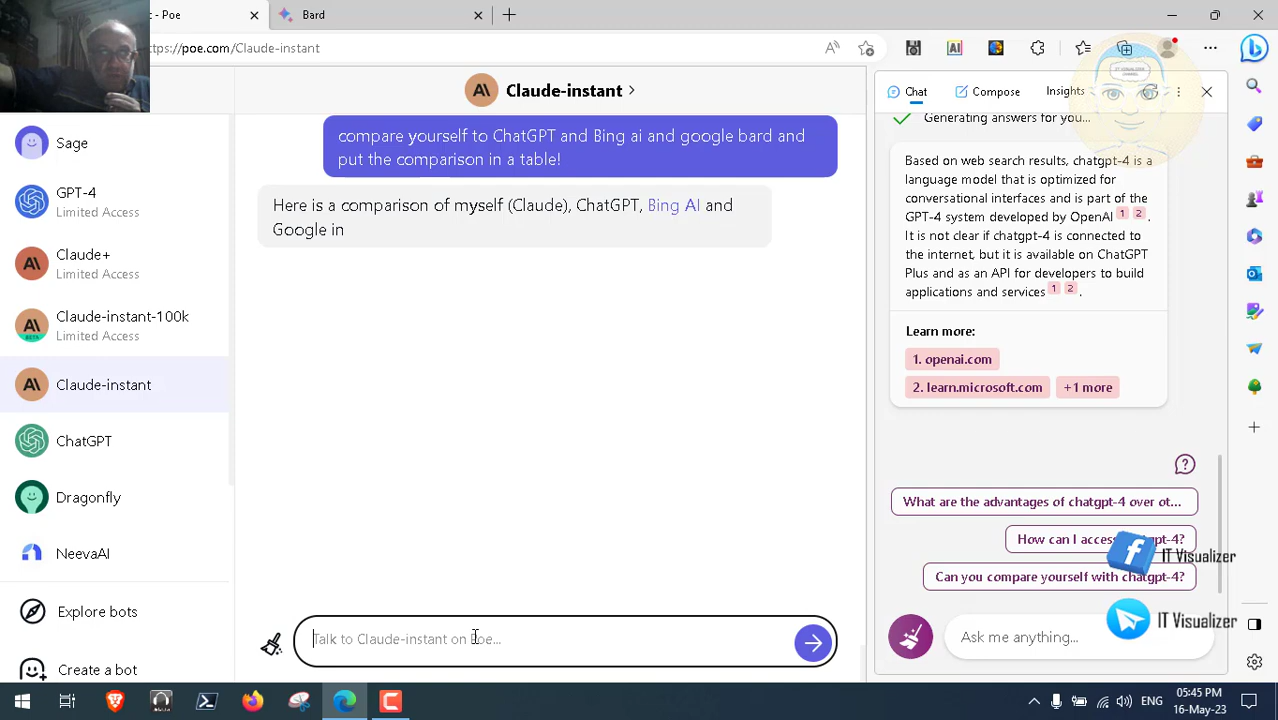 - Poe
Bard
ttps://poe.com/Claude-instant
Claude-instant
Sage
GPT-4
Limited Access
Claude+
Limited Access
Claude-instant-100k
Limited Access
BETA
Claude-instant
ChatGPT
Dragonfly
NeevaAI
Explore bots
Create a bot
compare yourself to ChatGPT and Bing ai and google bard and
put the comparison in a table!
Here is a comparison of myself (Claude), ChatGPT, Bing AI and
Google in
Talk to Claude-instant on Poe...
Chat
Compose
Insights
IT VISUALIZER
CHANNEL
Generating answers for you...
Based on web search results, chatgpt-4 is a
language model that is optimized for
conversational interfaces and is part of the
GPT-4 system developed by OpenAI 1 2 .
It is not clear if chatgpt-4 is connected to
the internet, but it is available on ChatGPT
Plus and as an API for developers to build
applications and services 1 2 .
Learn more:
1. openai.com
2. learn.microsoft.com +1 more
What are the advantages of chatgpt-4 over ot...
How can I access chatgpt-4?
Can you compare yourself with chatgpt-4?
IT Visualizer
IT Visualizer
Ask me anything...
ENG
05:45 PM
16-May-23